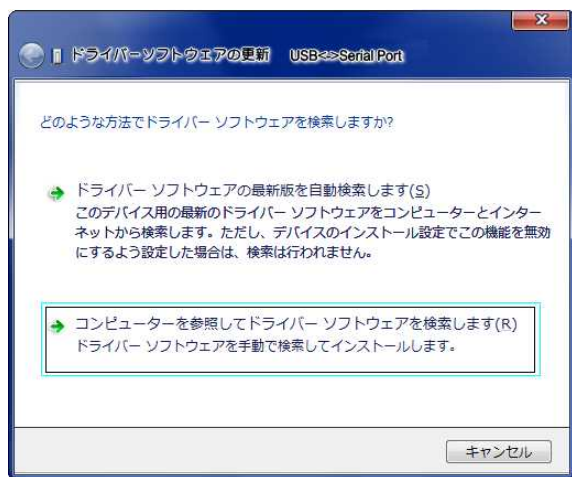 ドライバーソフトウェアの更新 USB<=>Serial Port
どのような方法でドライバー ソフトウェアを検索しますか?
ドライバー ソフトウェアの最新版を自動検索します(S)
このデバイス用の最新のドライバー ソフトウェアをコンピューターとインター
ネットから検索します。ただし、デバイスのインストール設定でこの機能を無効
にするよう設定した場合は、検索は行われません。
コンピューターを参照してドライバー ソフトウェアを検索します(R)
ドライバー ソフトウェアを手動で検索してインストールします。
キャンセル